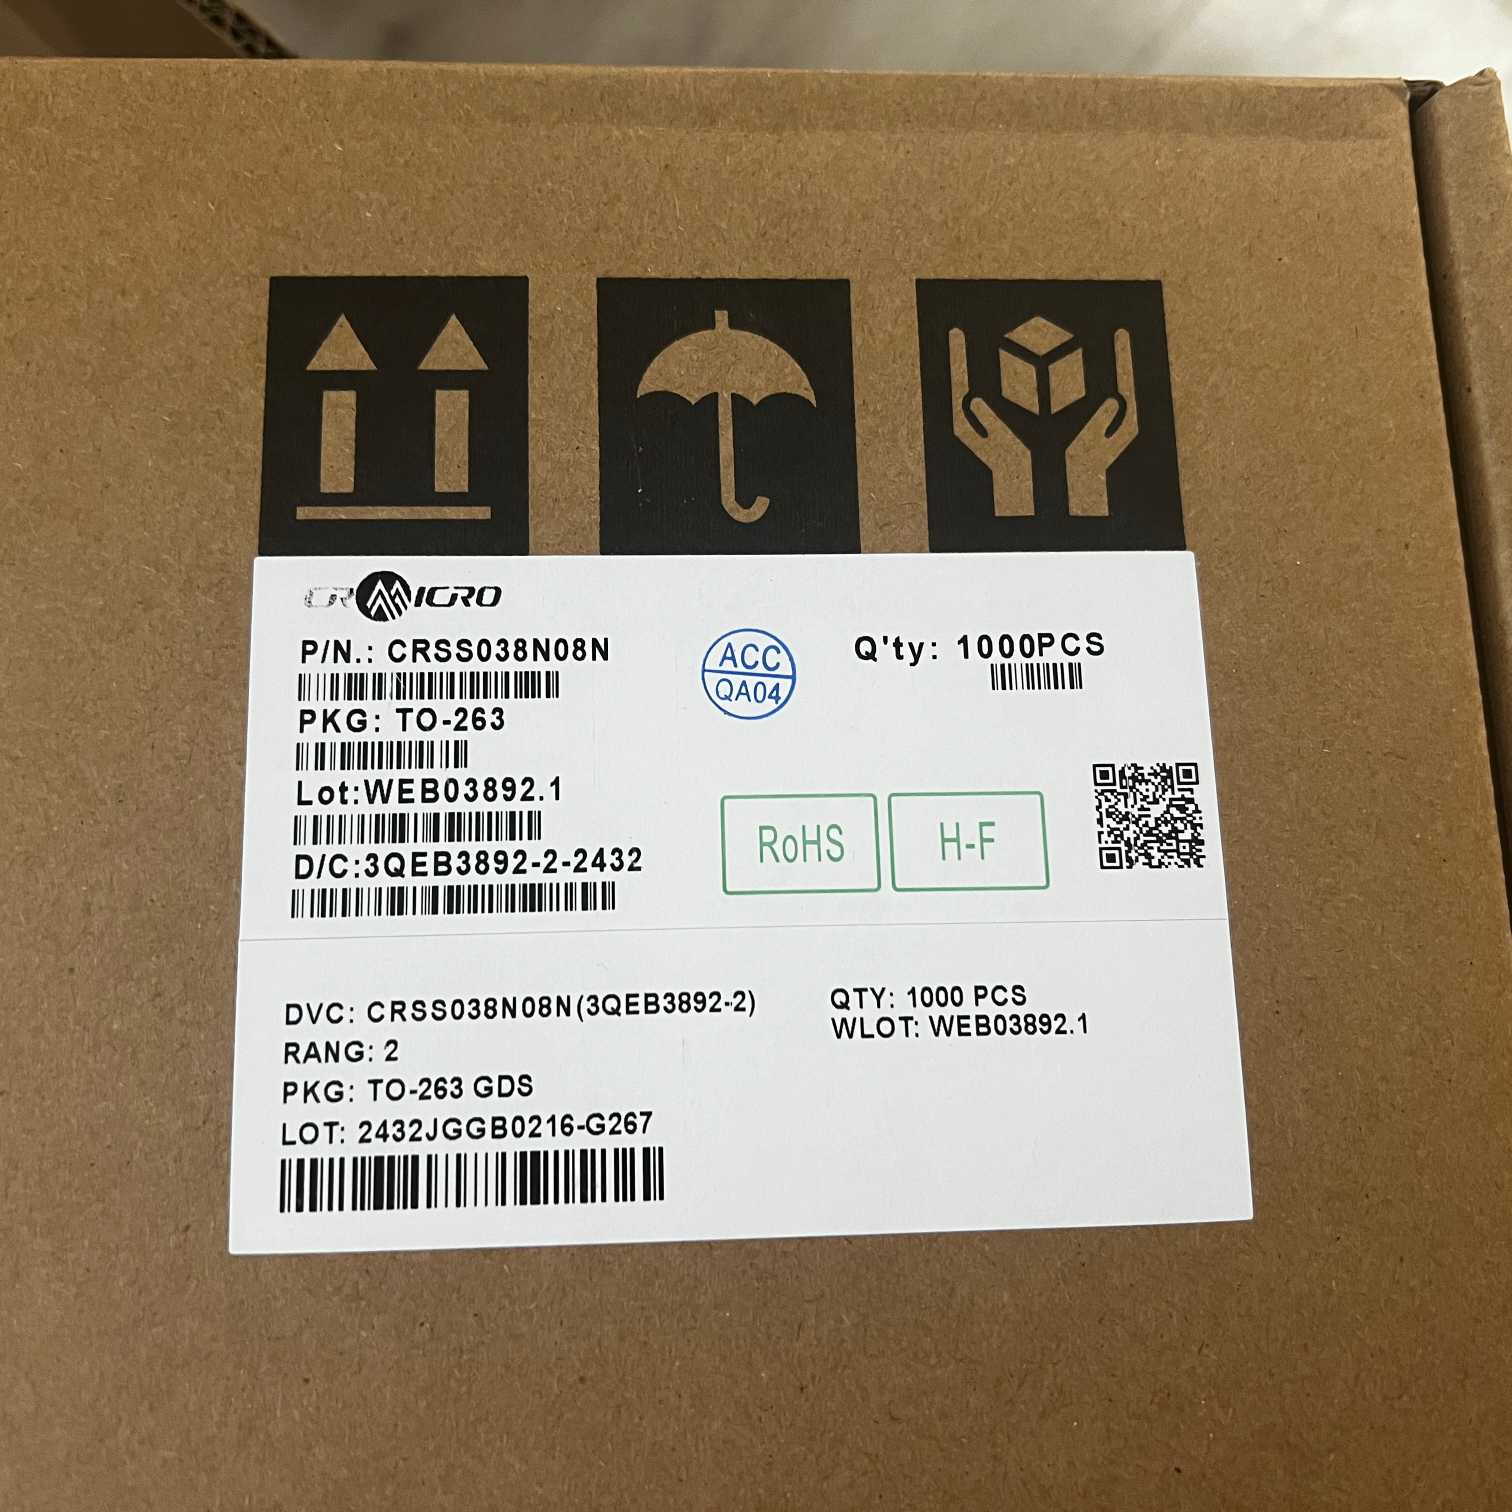 CRMICRO
P/N.: CRSS038N08N
PKG: TO-263
Lot:WEB03892.1
D/C:3QEB3892-2-2432
ACC
QA04
Q'ty: 1000PCS
RoHS
H-F
DVC: CRSS038N08N(3QEB3892-2)
RANG: 2
PKG: TO-263 GDS
LOT: 2432JGGB0216-G267
QTY: 1000 PCS
WLOT: WEB03892.1